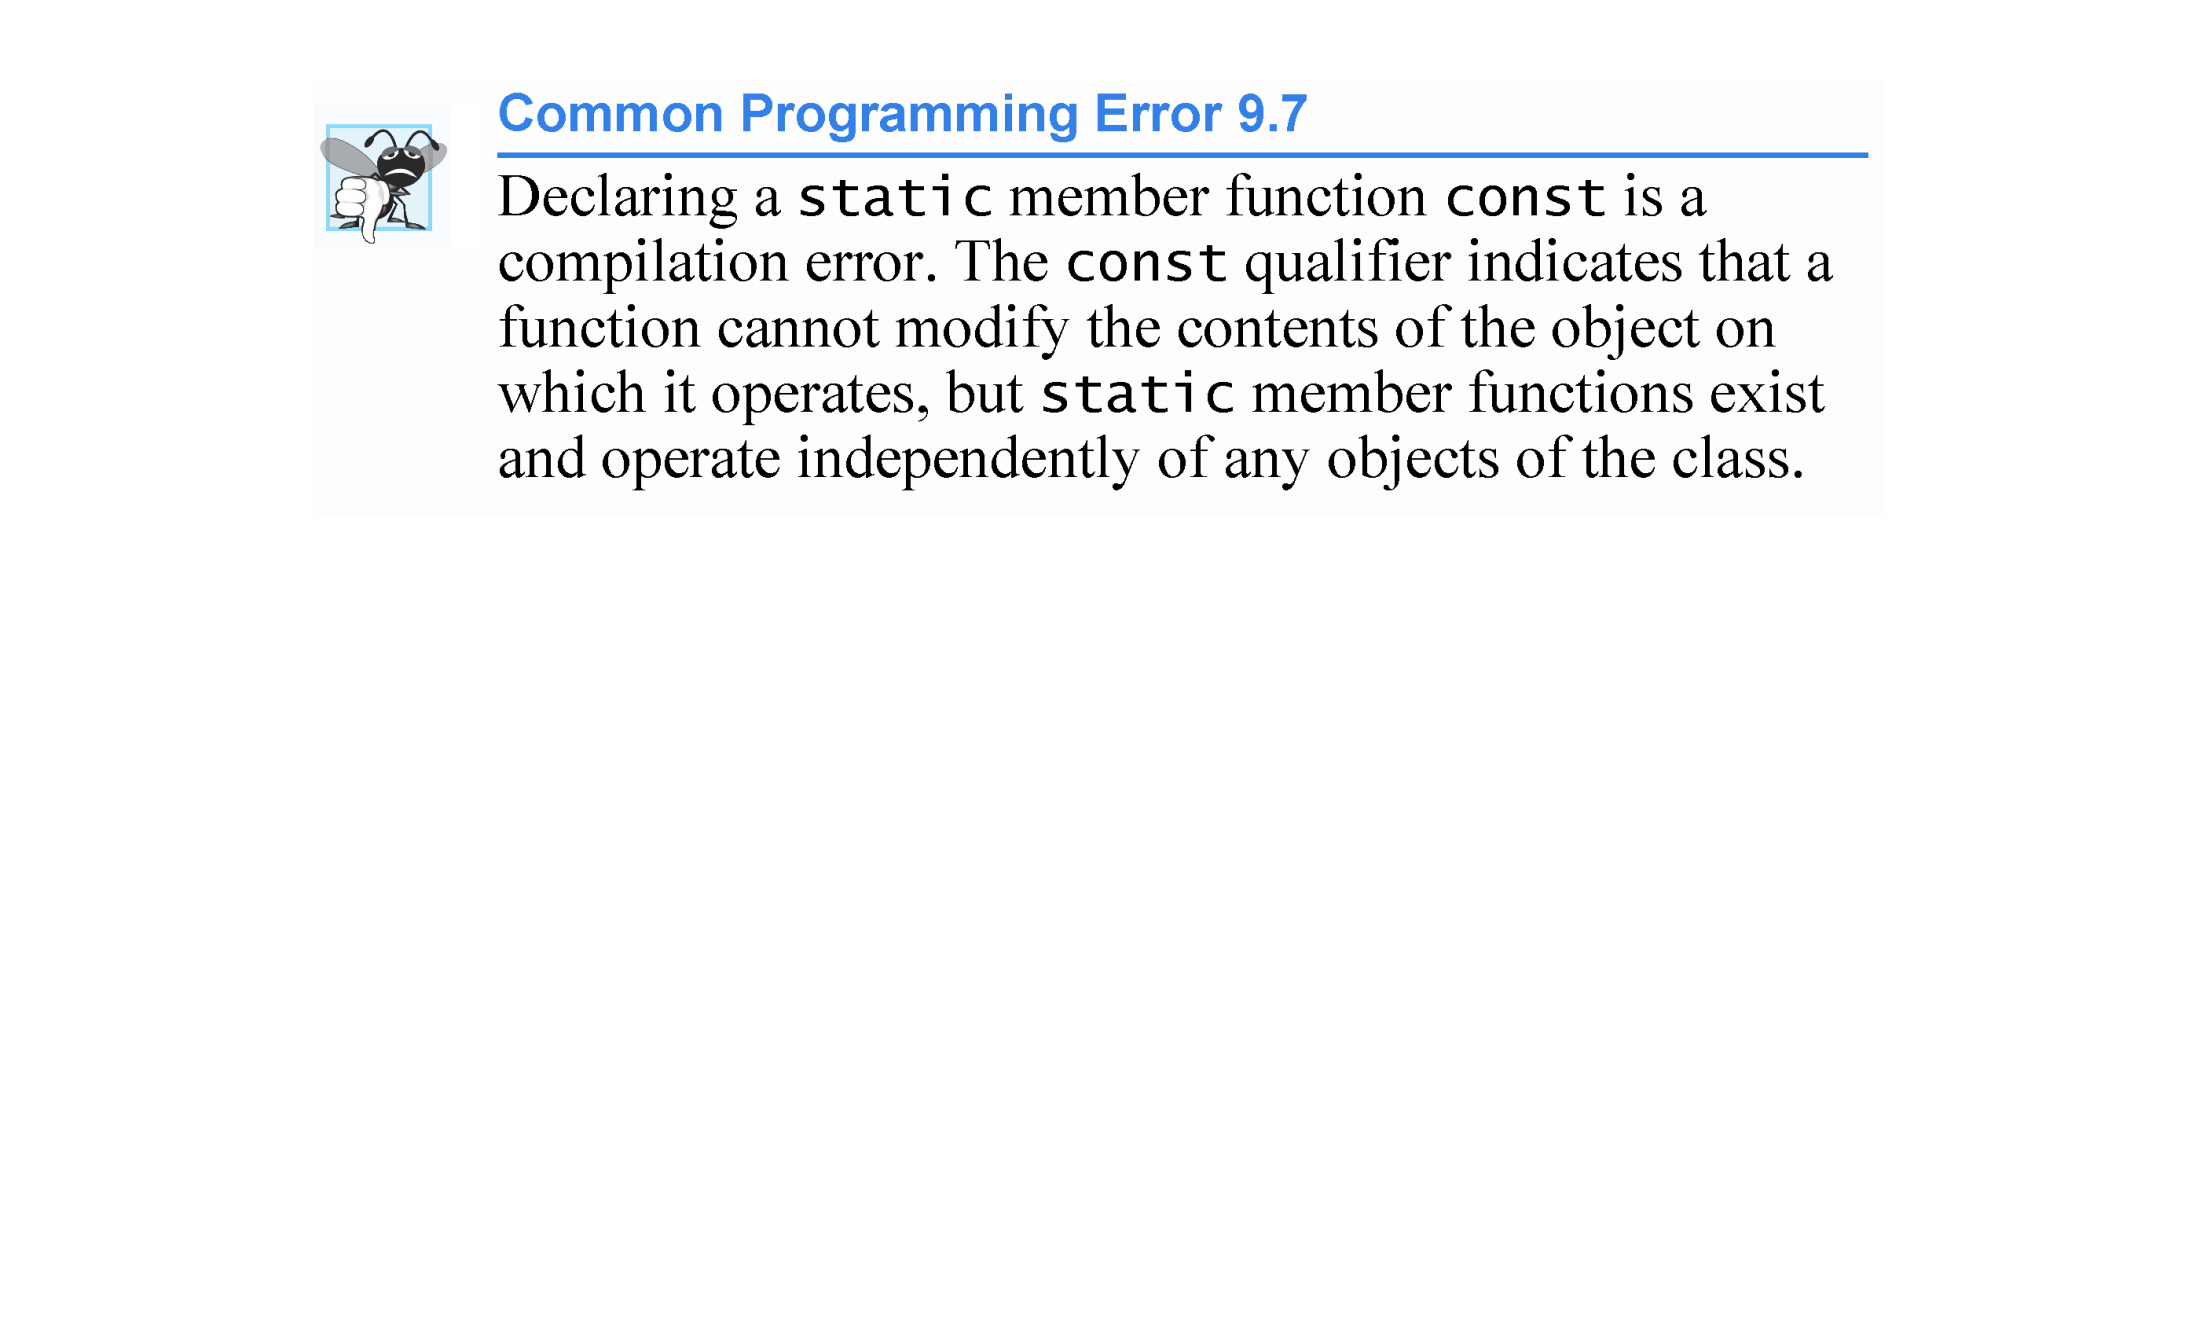 Common Programming Error 9.7
Declaring a static member function const is a
compilation error. The const qualifier indicates that a
function cannot modify the contents of the object on
which it operates, but static member functions exist
and operate independently of any objects of the class.